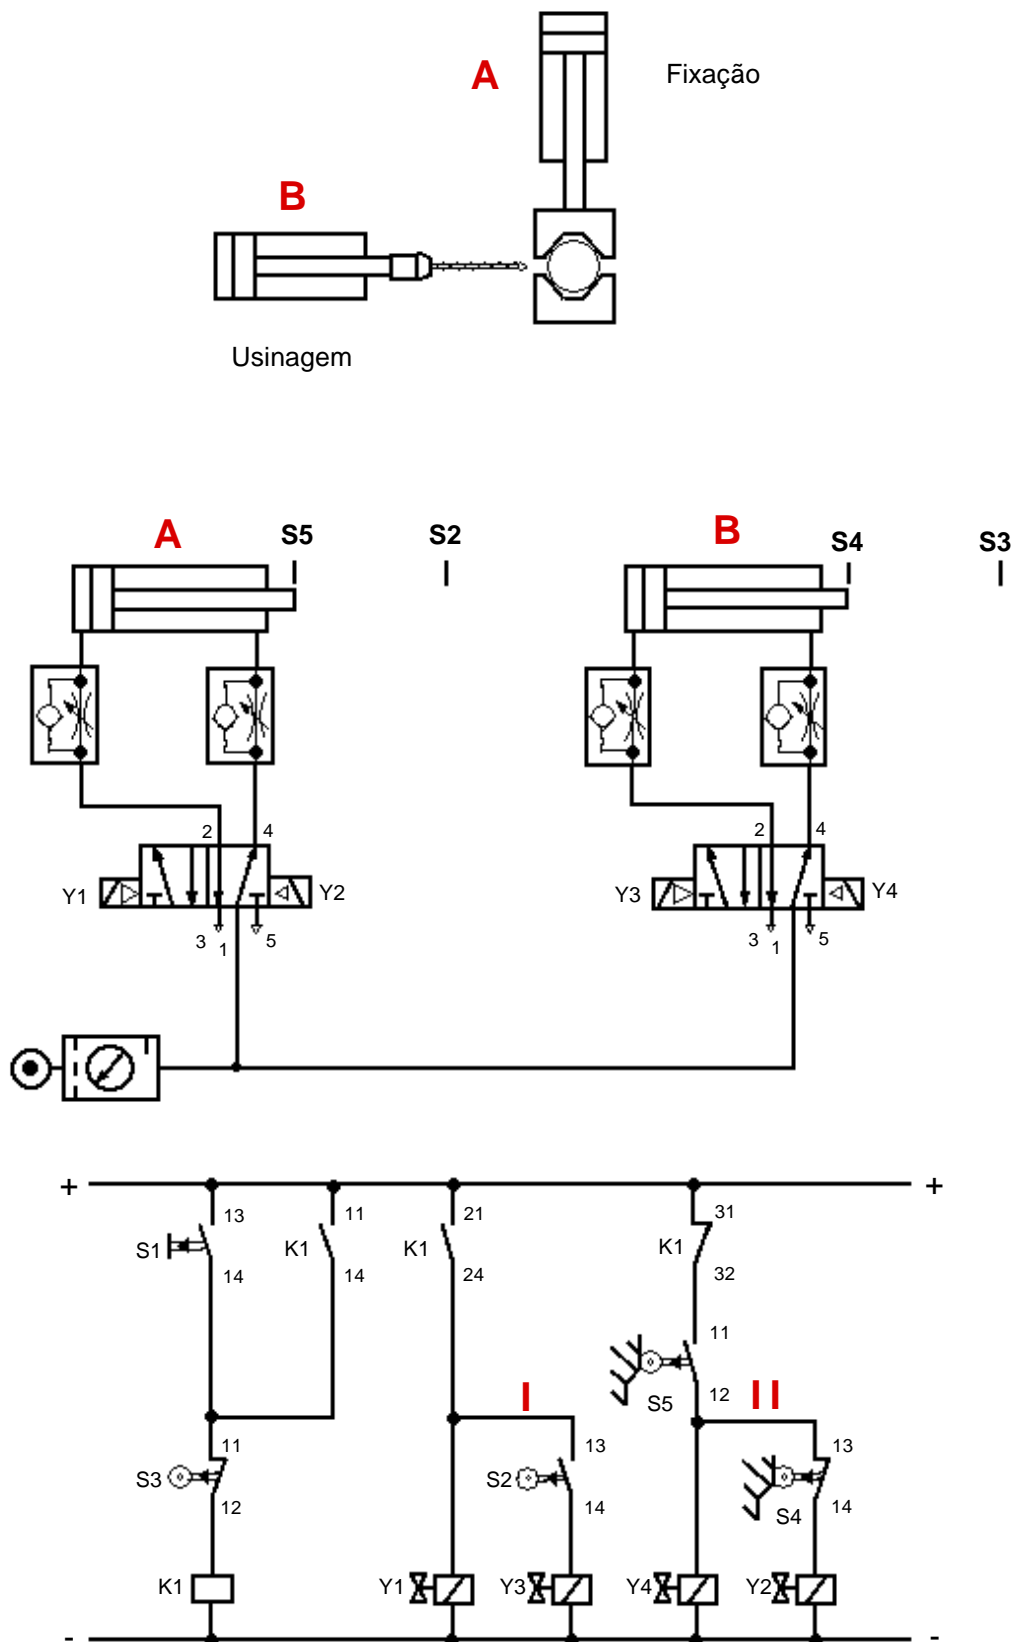 A
Fixação
B
Usinagem
A S5 S2 B S4 S3
2 4 2 4
Y1 Y2 Y3 Y4
3 1 5 3 1 5
+ +
13 11 21 31
S1 K1 K1 K1
14 14 24 32
11
S5 12
I II
11 13 13
S3 S2 S4
12 14 14
K1 Y1 Y3 Y4 Y2
- -